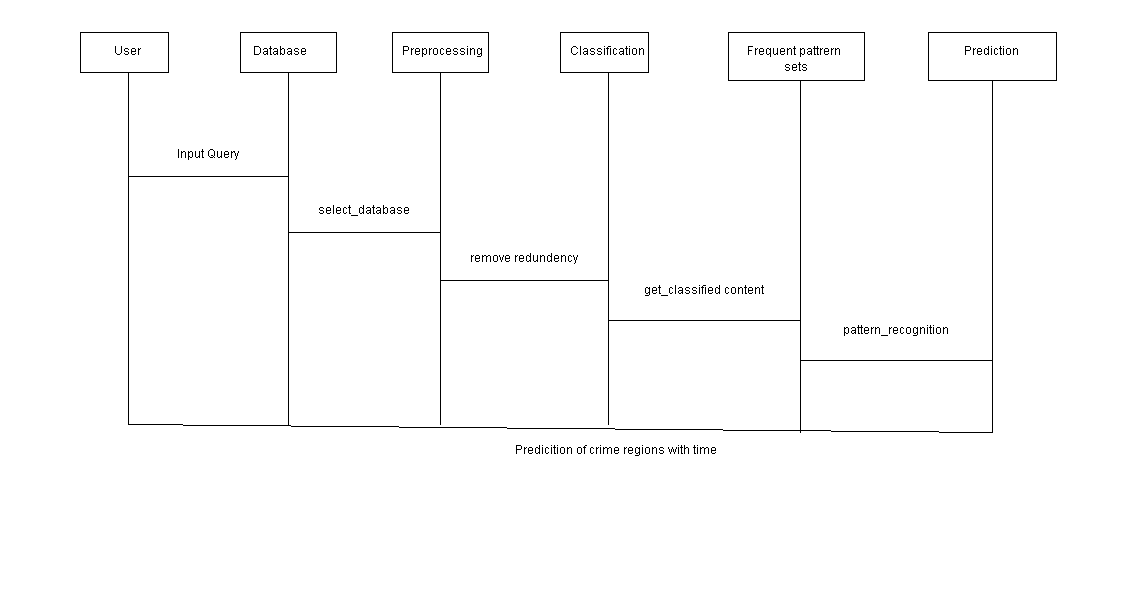 User
Database
Preprocessing
Classification
Frequent pattrern
sets
Prediction
Input Query
select_database
remove redundency
get_classified content
pattern_recognition
Predicition of crime regions with time